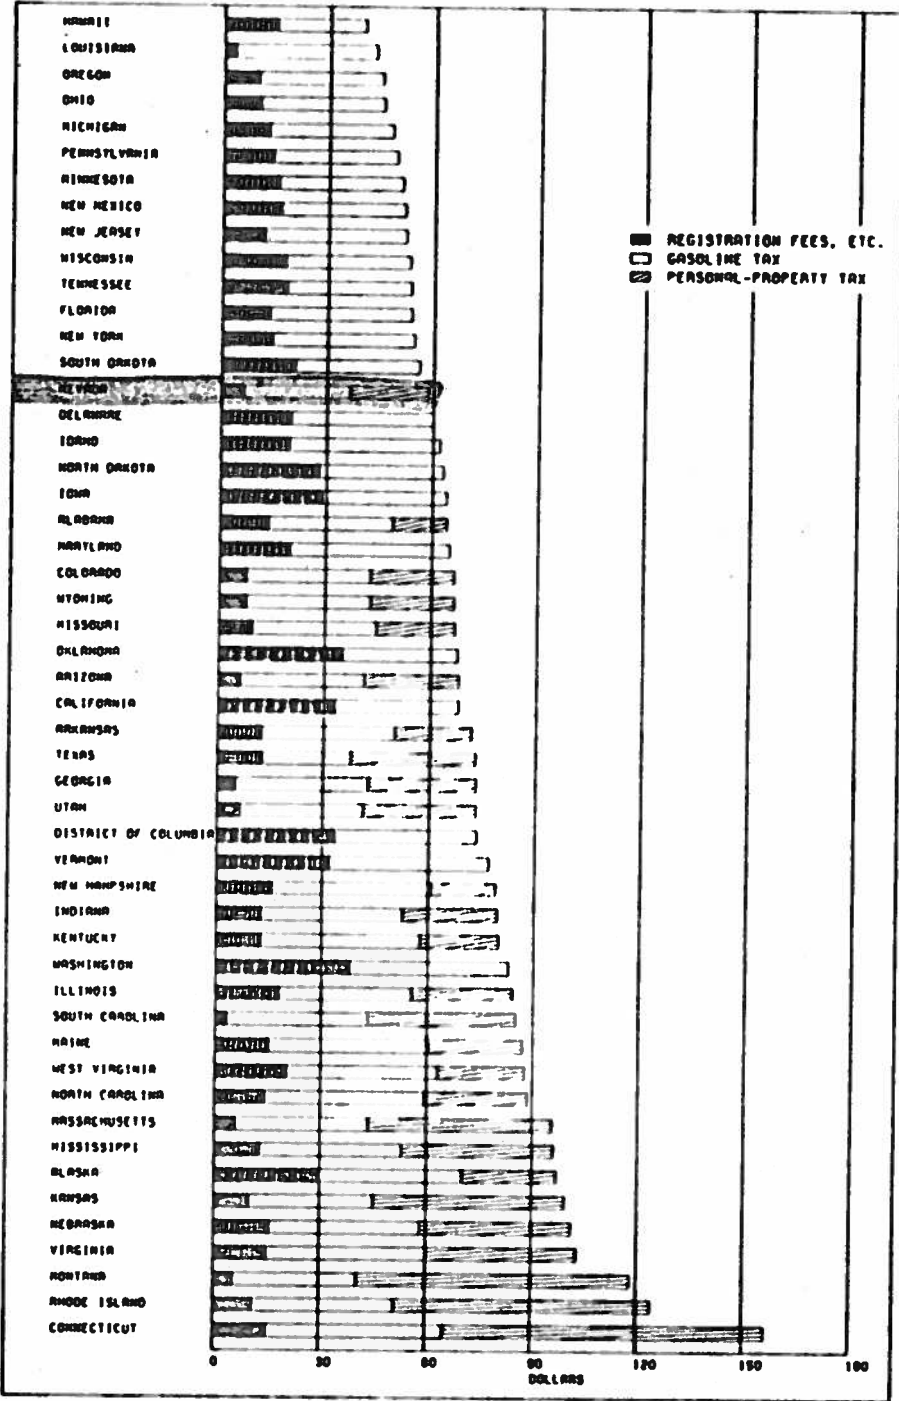 HAWAII
LOUISIANA
OREGON
OHIO
MICHIGAN
PENNSYLVANIA
MINNESOTA
NEW MEXICO
NEW JERSEY
WISCONSIN
TENNESSEE
FLORIDA
NEW YORK
SOUTH DAKOTA
NEVADA
DELAWARE
IDAHO
NORTH DAKOTA
IOWA
ALABAMA
MARYLAND
COLORADO
WYOMING
MISSOURI
OKLAHOMA
ARIZONA
CALIFORNIA
ARKANSAS
TEXAS
GEORGIA
UTAH
DISTRICT OF COLUMBIA
VERMONT
NEW HAMPSHIRE
INDIANA
KENTUCKY
WASHINGTON
ILLINOIS
SOUTH CAROLINA
MAINE
WEST VIRGINIA
NORTH CAROLINA
MASSACHUSETTS
MISSISSIPPI
ALASKA
KANSAS
NEBRASKA
VIRGINIA
MONTANA
RHODE ISLAND
CONNECTICUT
REGISTRATION FEES, ETC.
GASOLINE TAX
PERSONAL-PROPERTY TAX
0 30 60 90 120 150 180
DOLLARS